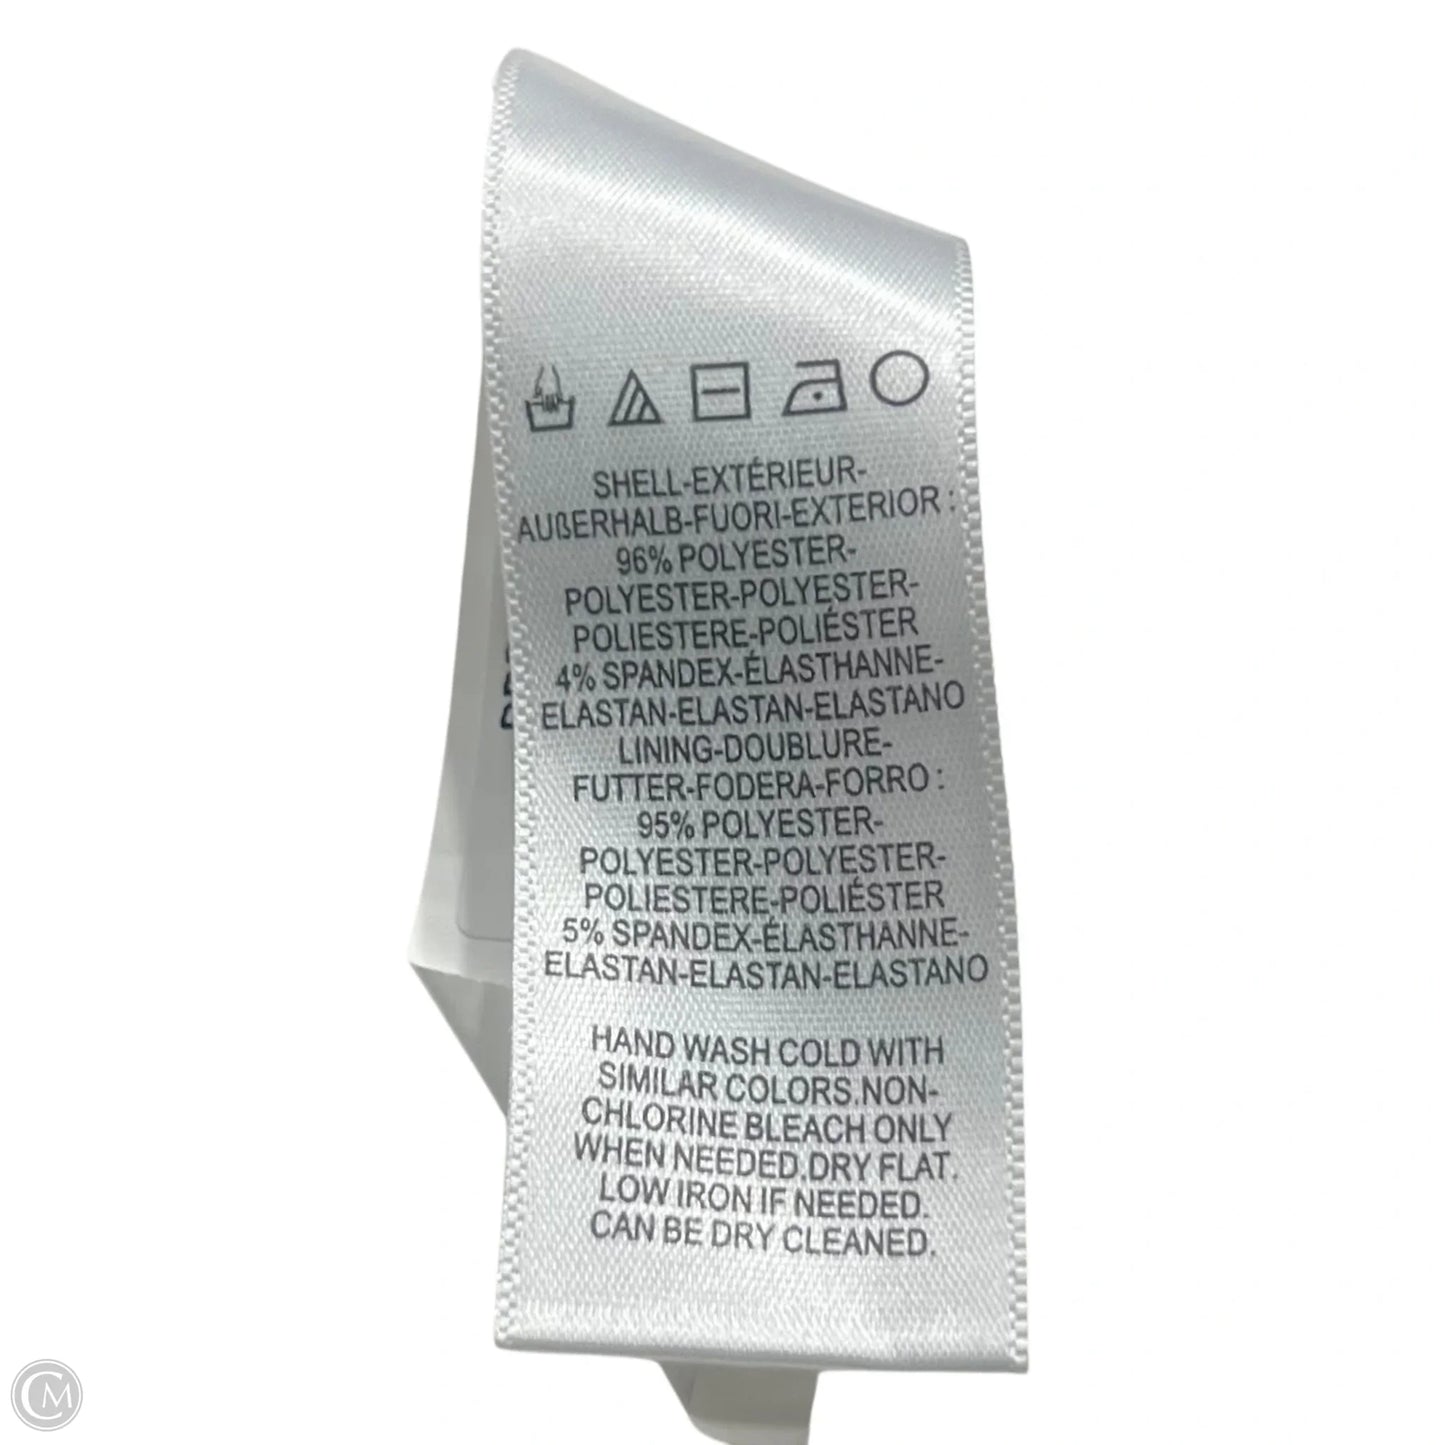 SHELL-EXTÉRIEUR-
AUßERHALB-FUORI-EXTERIOR :
96% POLYESTER-
POLYESTER-POLYESTER-
POLIESTERE-POLIÉSTER
4% SPANDEX-ÉLASTHANNE-
ELASTAN-ELASTAN-ELASTANO
LINING-DOUBLURE-
FUTTER-FODERA-FORRO :
95% POLYESTER-
POLYESTER-POLYESTER-
POLIESTERE-POLIÉSTER
5% SPANDEX-ÉLASTHANNE-
ELASTAN-ELASTAN-ELASTANO
HAND WASH COLD WITH
SIMILAR COLORS.NON-
CHLORINE BLEACH ONLY
WHEN NEEDED.DRY FLAT.
LOW IRON IF NEEDED.
CAN BE DRY CLEANED.
CM